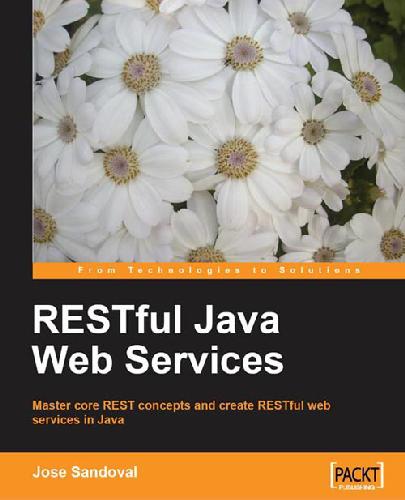 From Technologies to Solutions
RESTful Java
Web Services
Master core REST concepts and create RESTful web
services in Java
Jose Sandoval
PACKT
PUBLISHING